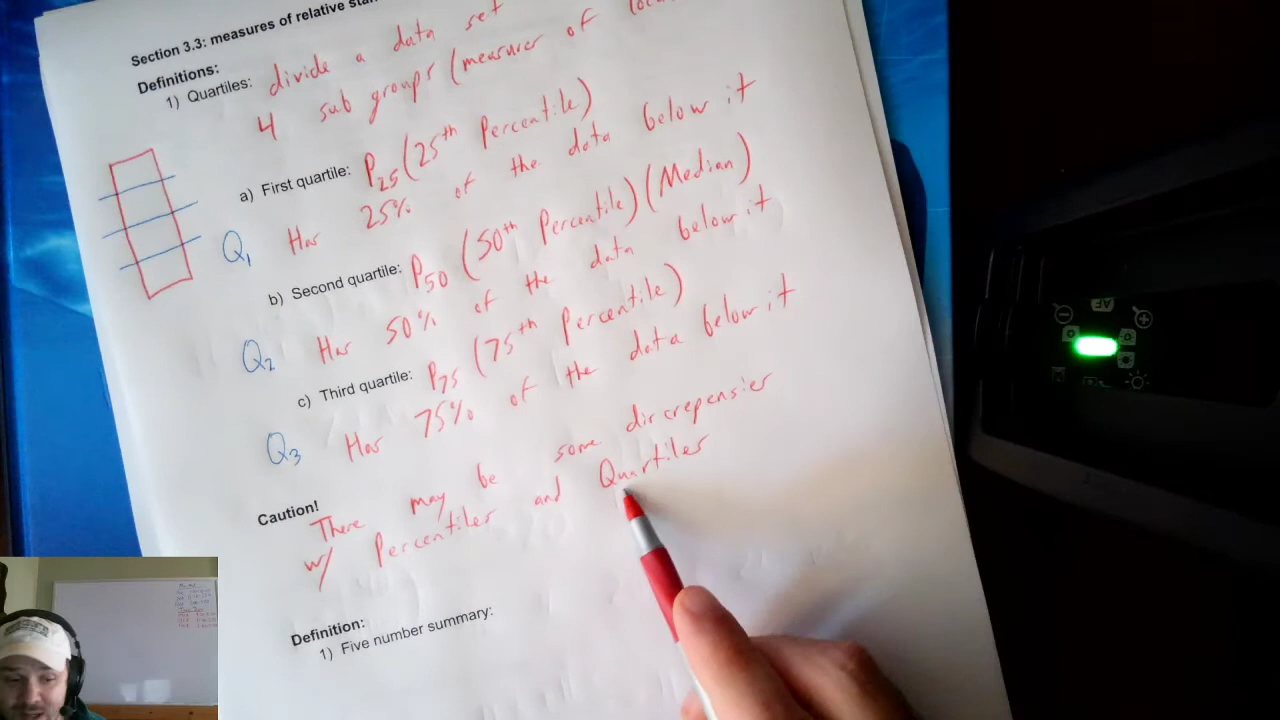 Section 3.3: measures of relative
Definitions:
1) Quartiles: divide a data set
4 sub groups (measures of
a) First quartile: P25 (25th Percentile)
Q1 Has 25% of the data below it
b) Second quartile: P50 (50th Percentile) (Median)
Q2 Has 50% of the data below it
c) Third quartile: P75 (75th Percentile)
Q3 Has 75% of the data below it
Caution! There may be some discrepensies
w/ Percentiles and Quartiles
Definition:
1) Five number summary:
AF